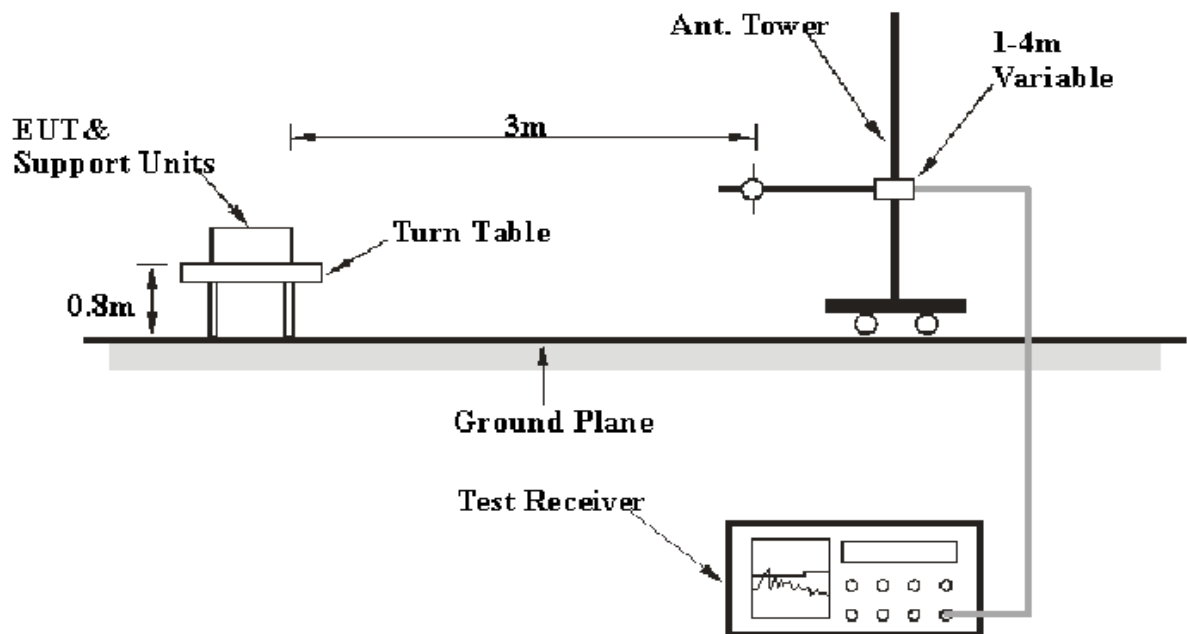 Ant. Tower
1-4m
Variable
3m
EUT&
Support Units
Turn Table
0.8m
Ground Plane
Test Receiver